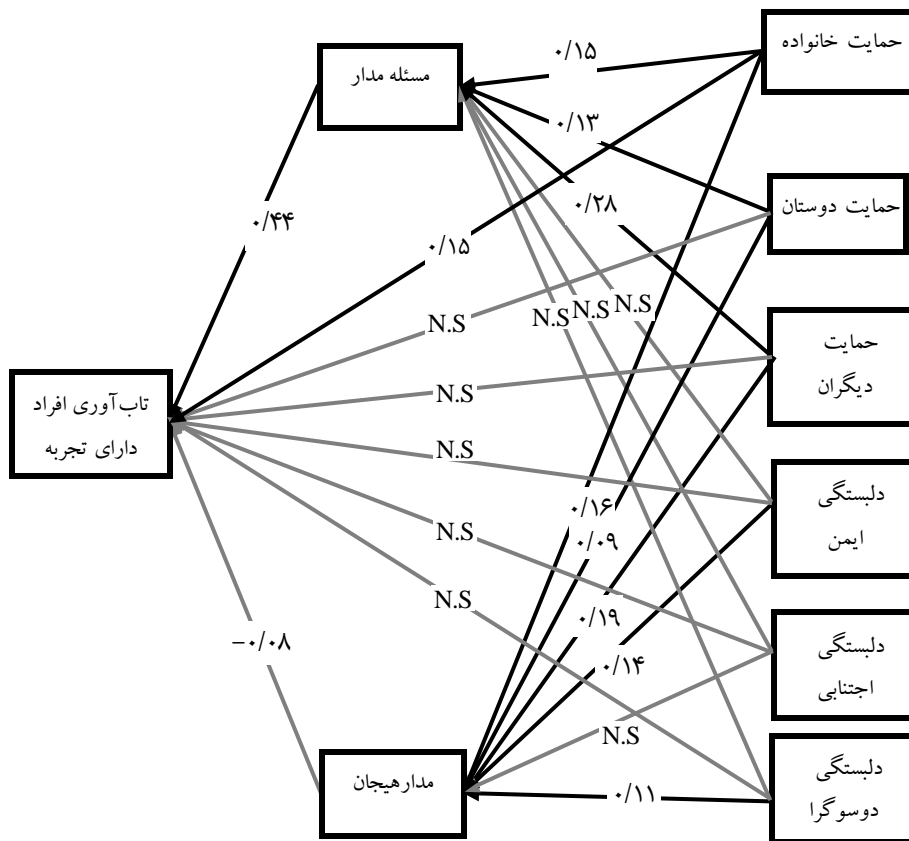 حمایت خانواده
۰/۱۵
مسئله مدار
۰/۱۳
حمایت دوستان
۰/۲۸
۰/۴۴
۰/۱۵
N.S
N.S
N.S
N.S
حمایت
دیگران
N.S
تاب‌آوری افراد
دارای تجربه
N.S
دلبستگی
ایمن
۰/۱۶
N.S
۰/۰۹
N.S
۰/۱۹
−۰/۰۸
۰/۱۴
دلبستگی
اجتنابی
N.S
مدارهیجان
۰/۱۱
دلبستگی
دوسوگرا